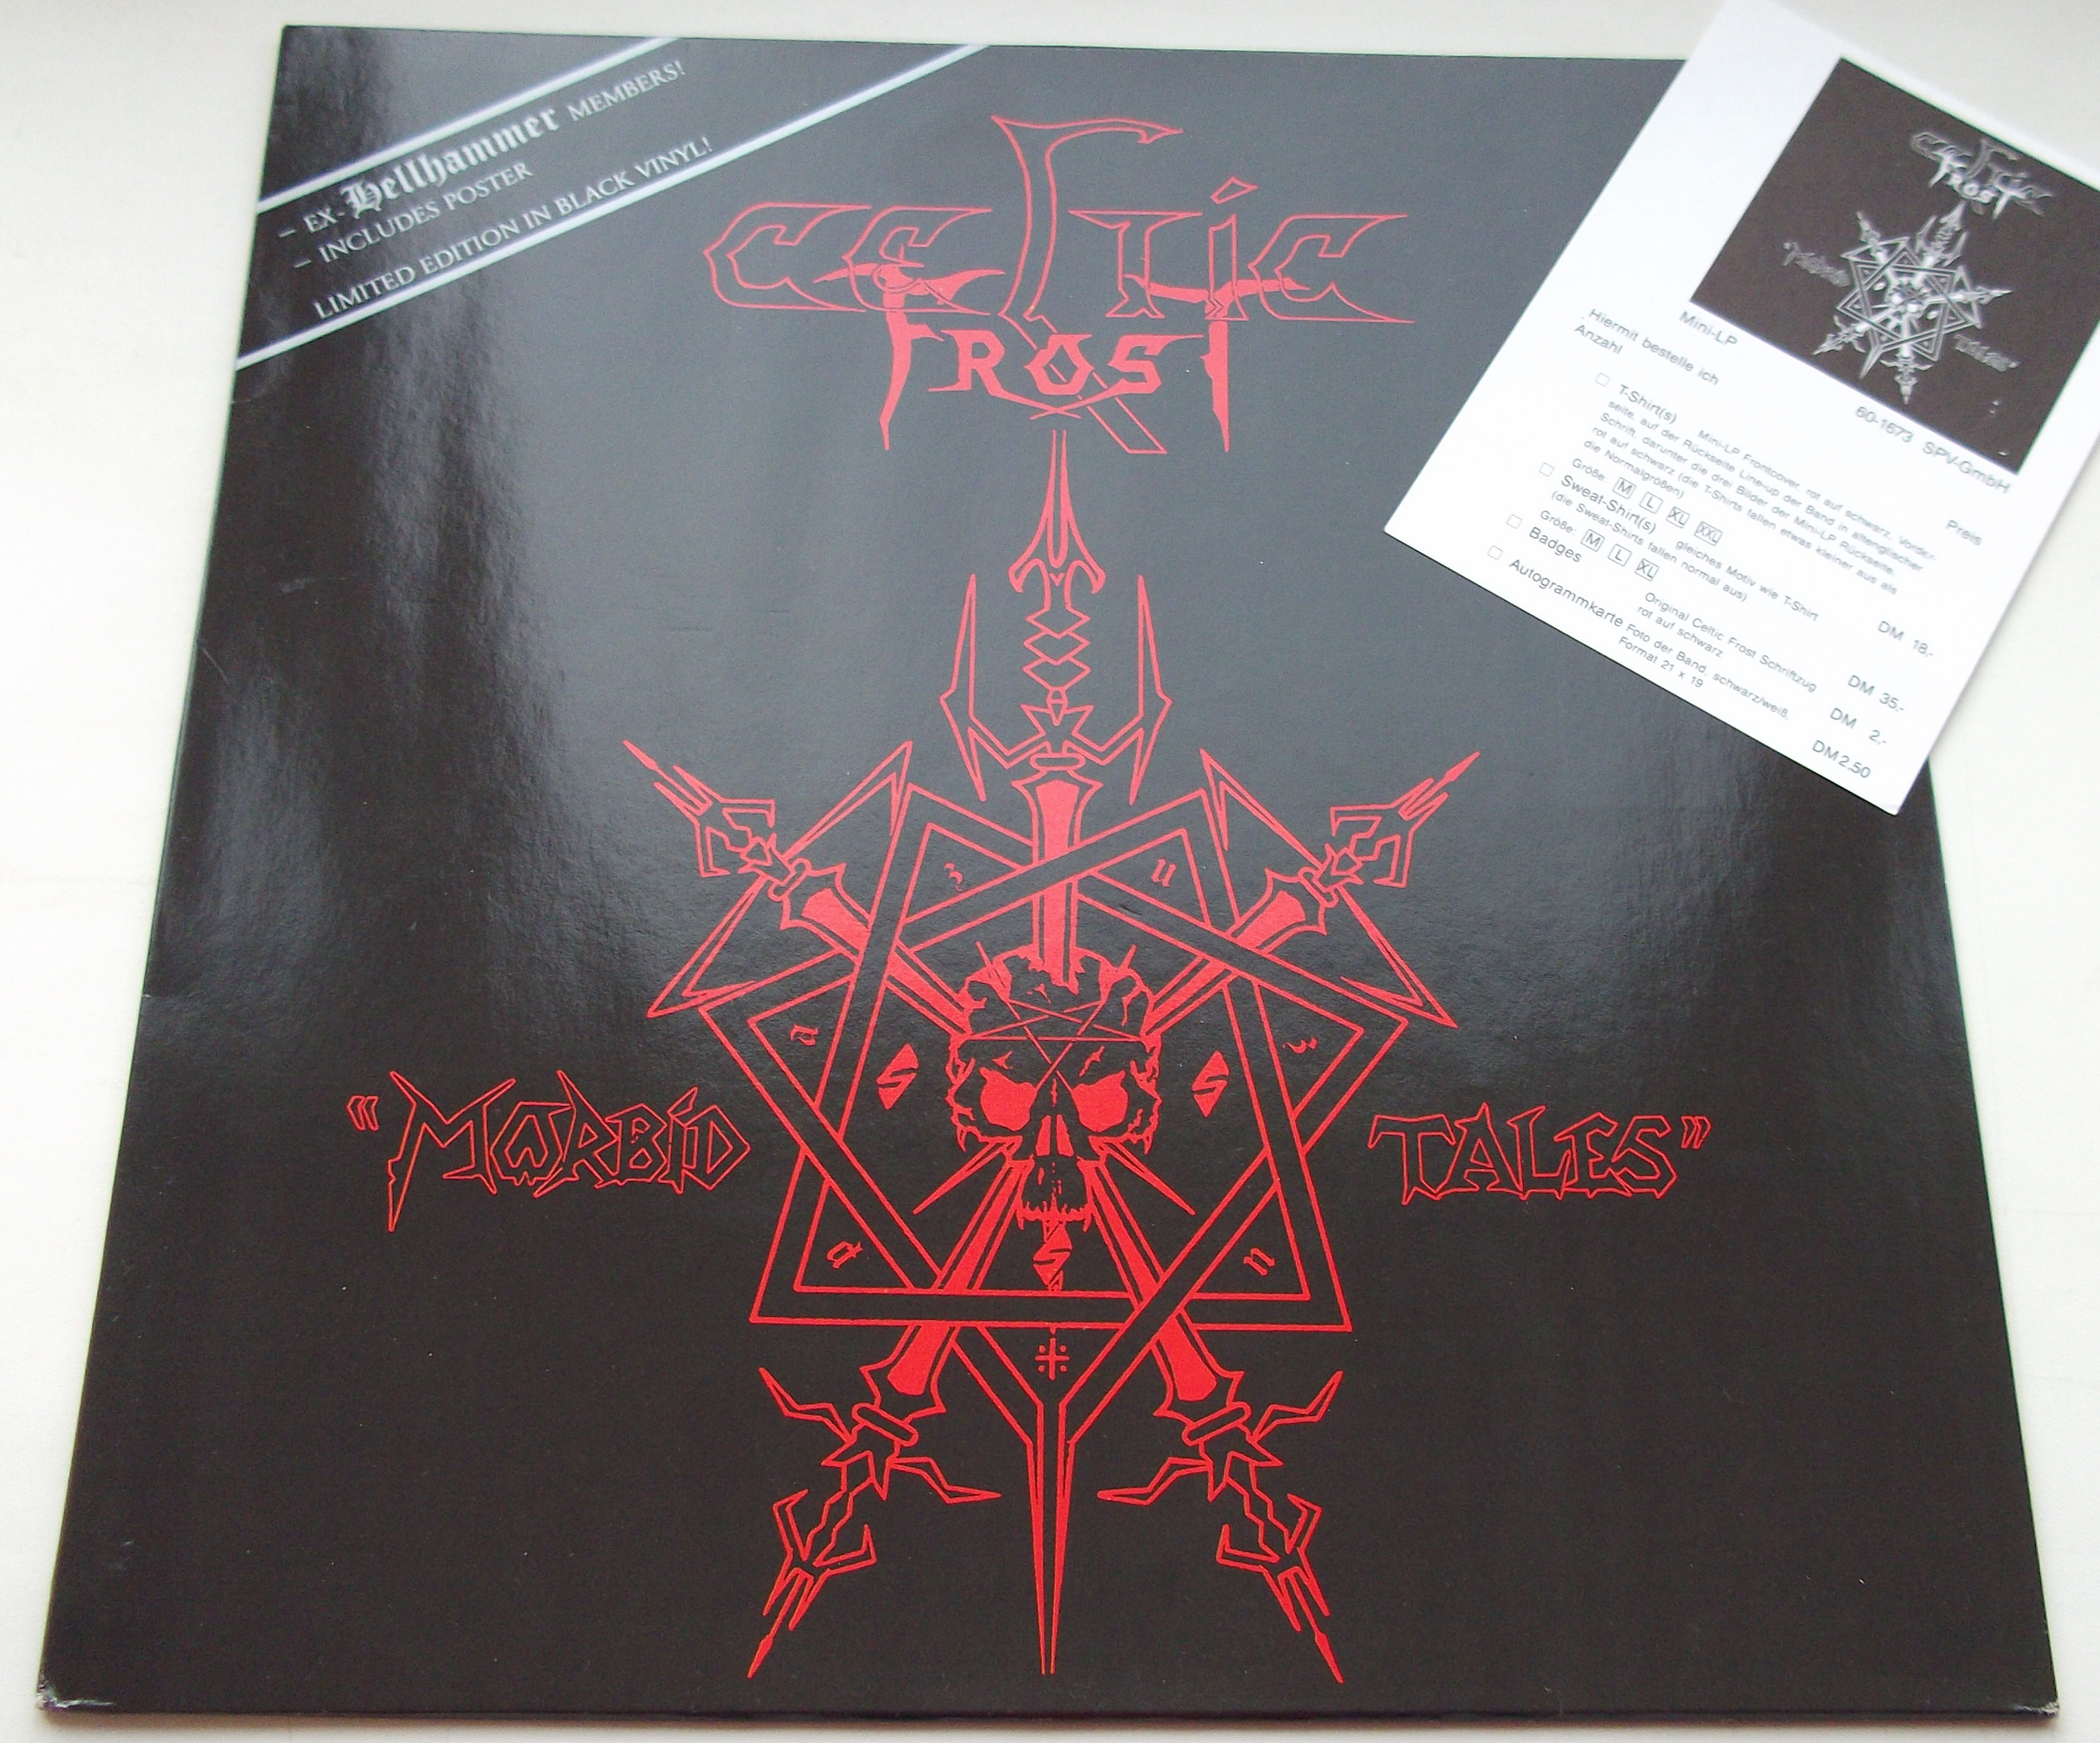 – EX-Hellhammer MEMBERS!
– INCLUDES POSTER
LIMITED EDITION IN BLACK VINYL!
CELTIC
FROST
"MORBID TALES"
3 u
a 3
S S
a n
S
CELTIC
FROST
"MORBID TALES"
Mini-LP 60-1673 SPV-GmbH
Hiermit bestelle ich
Anzahl Preis
T-Shirt(s) Mini-LP Frontcover, rot auf schwarz, Vorder-
seite, auf der Rückseite Line-up der Band in altenglischer
Schrift, darunter die drei Bilder der Mini-LP Rückseite,
rot auf schwarz (die T-Shirts fallen etwas kleiner aus als
die Normalgrößen)
Größe: M L XL XXL DM 18,-
Sweat-Shirt(s) gleiches Motiv wie T-Shirt
(die Sweat-Shirts fallen normal aus)
Größe: M L XL DM 35,-
Badges Original Celtic Frost Schriftzug
rot auf schwarz DM 2,-
Autogrammkarte Foto der Band, schwarz/weiß,
Format 21 x 19 DM 2.50